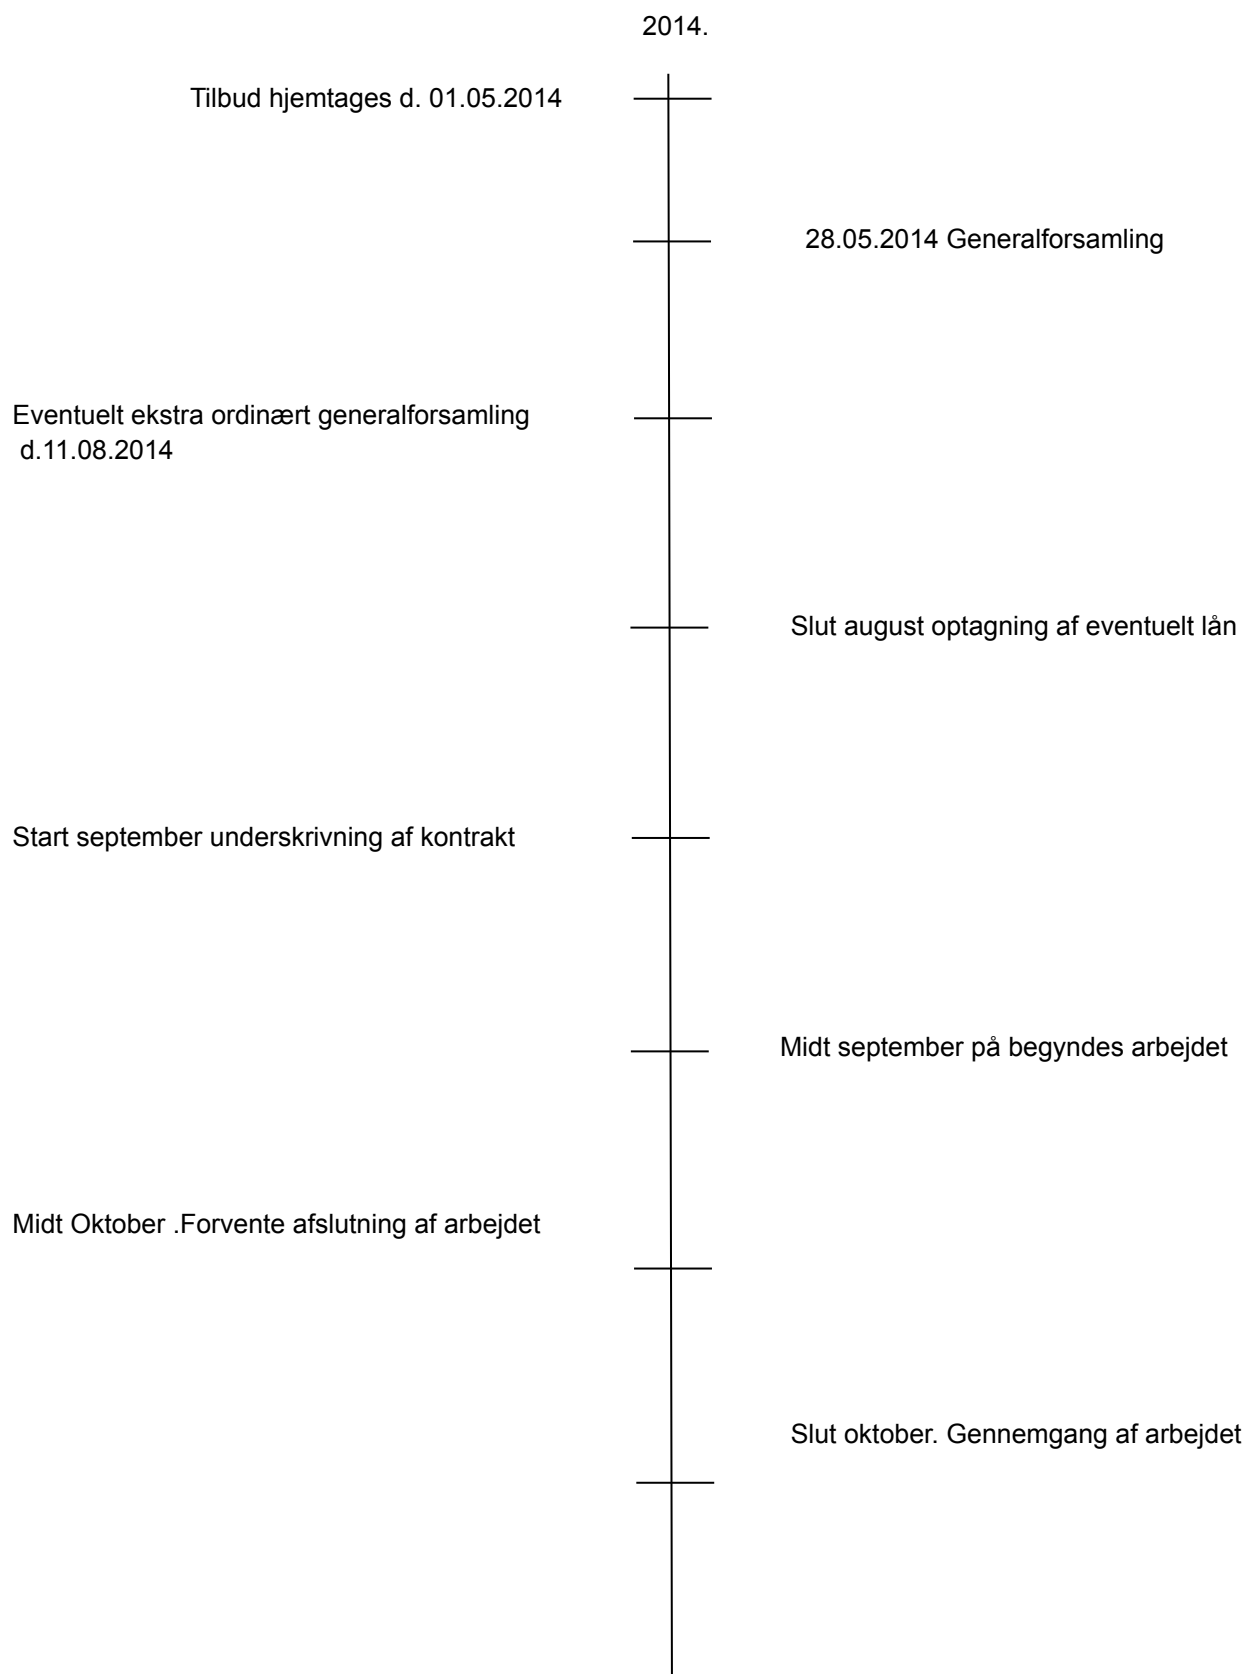 2014.
Tilbud hjemtages d. 01.05.2014
28.05.2014 Generalforsamling
Eventuelt ekstra ordinært generalforsamling
d.11.08.2014
Slut august optagning af eventuelt lån
Start september underskrivning af kontrakt
Midt september på begyndes arbejdet
Midt Oktober .Forvente afslutning af arbejdet
Slut oktober. Gennemgang af arbejdet